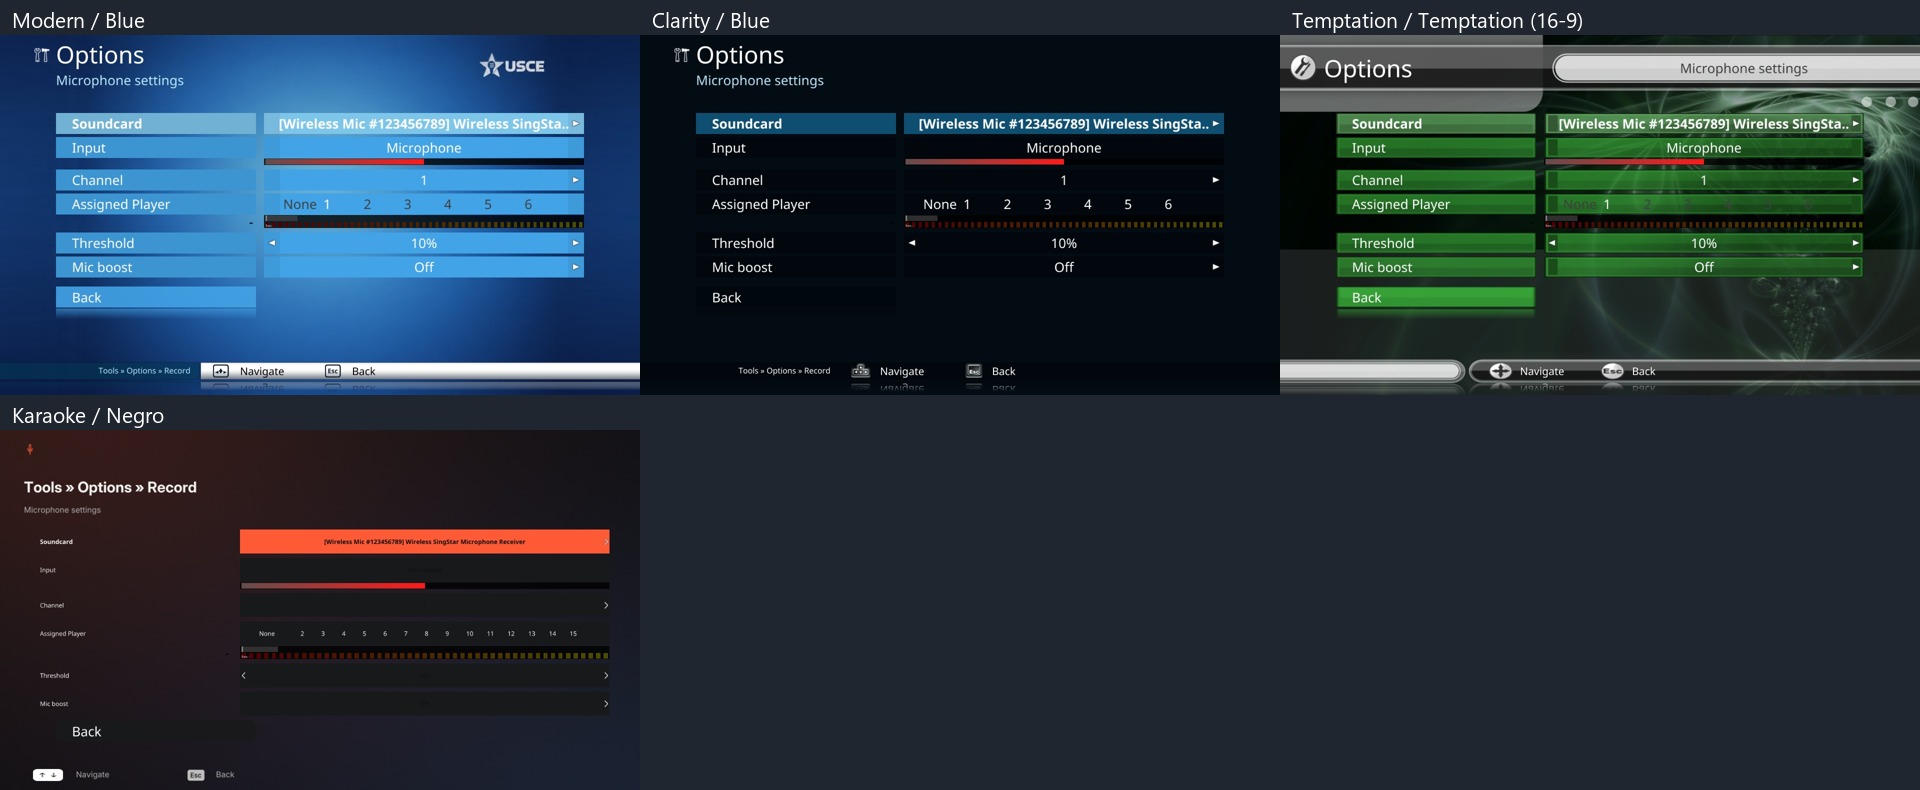 Modern / Blue
Options
Microphone settings
USCE
Soundcard [Wireless Mic #123456789] Wireless SingSta..
Input Microphone
Channel 1
Assigned Player None 1 2 3 4 5 6
Threshold 10%
Mic boost Off
Back
Tools » Options » Record Navigate Esc Back
Clarity / Blue
Options
Microphone settings
Soundcard [Wireless Mic #123456789] Wireless SingSta..
Input Microphone
Channel 1
Assigned Player None 1 2 3 4 5 6
Threshold 10%
Mic boost Off
Back
Tools » Options » Record Navigate Esc Back
Temptation / Temptation (16-9)
Options
Microphone settings
Soundcard [Wireless Mic #123456789] Wireless SingSta..
Input Microphone
Channel 1
Assigned Player None 1 2 3 4 5 6
Threshold 10%
Mic boost Off
Back
Navigate Esc Back
Karaoke / Negro
Tools » Options » Record
Microphone settings
Soundcard [Wireless Mic #123456789] Wireless SingStar Microphone Receiver
Input
Channel
Assigned Player None 2 3 4 5 6 7 8 9 10 11 12 13 14 15
Threshold
Mic boost
Back
Navigate Esc Back